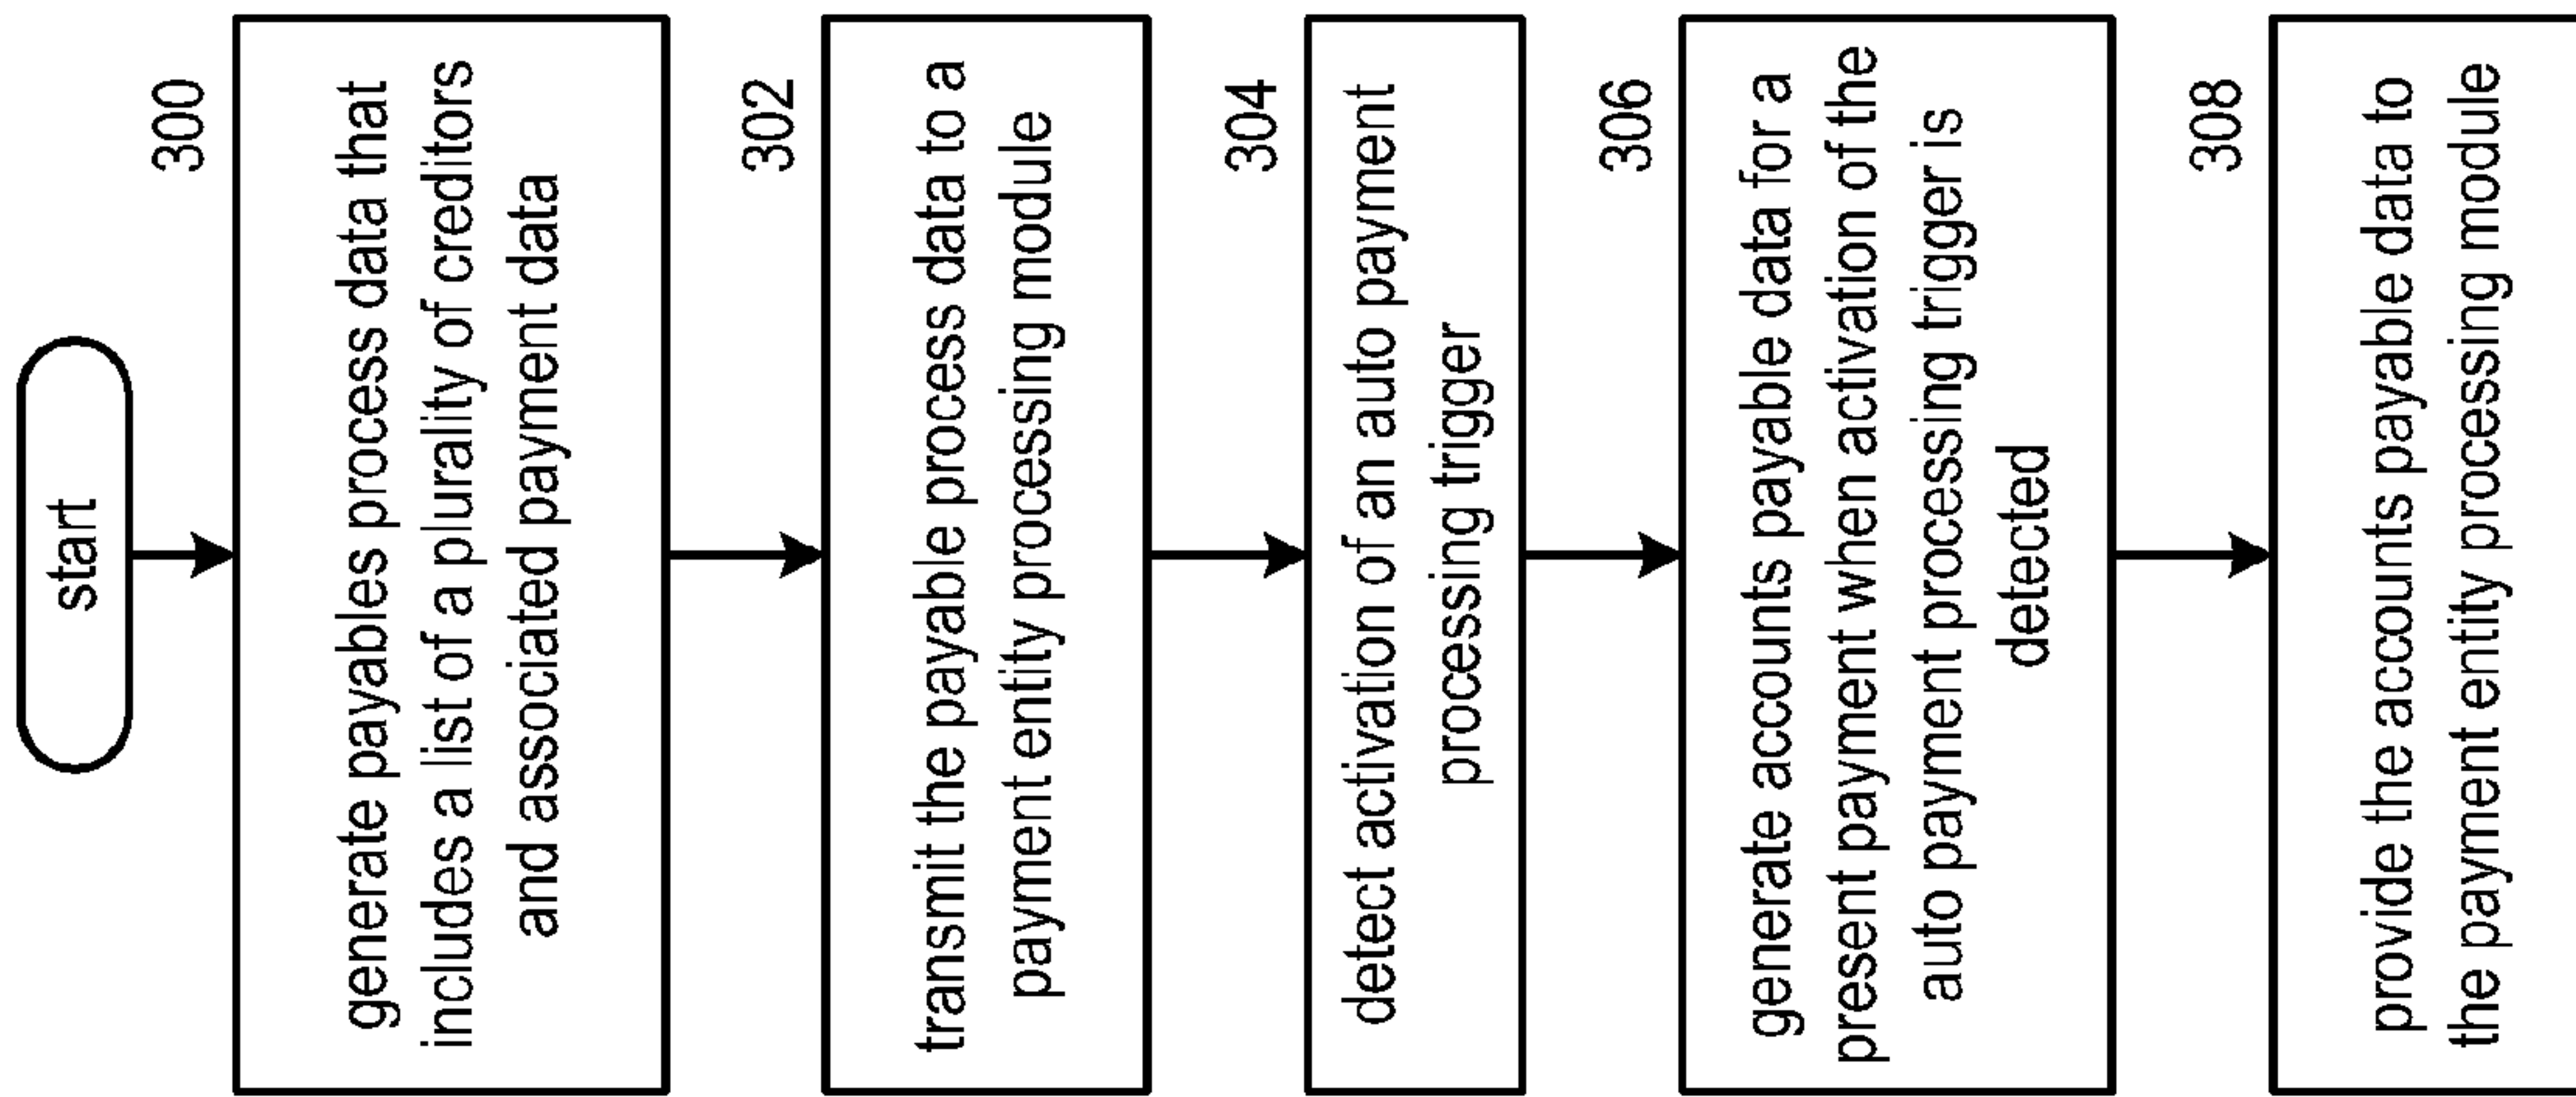 start
300
generate payables process data that
includes a list of a plurality of creditors
and associated payment data
302
transmit the payable process data to a
payment entity processing module
304
detect activation of an auto payment
processing trigger
306
generate accounts payable data for a
present payment when activation of the
auto payment processing trigger is
detected
308
provide the accounts payable data to
the payment entity processing module